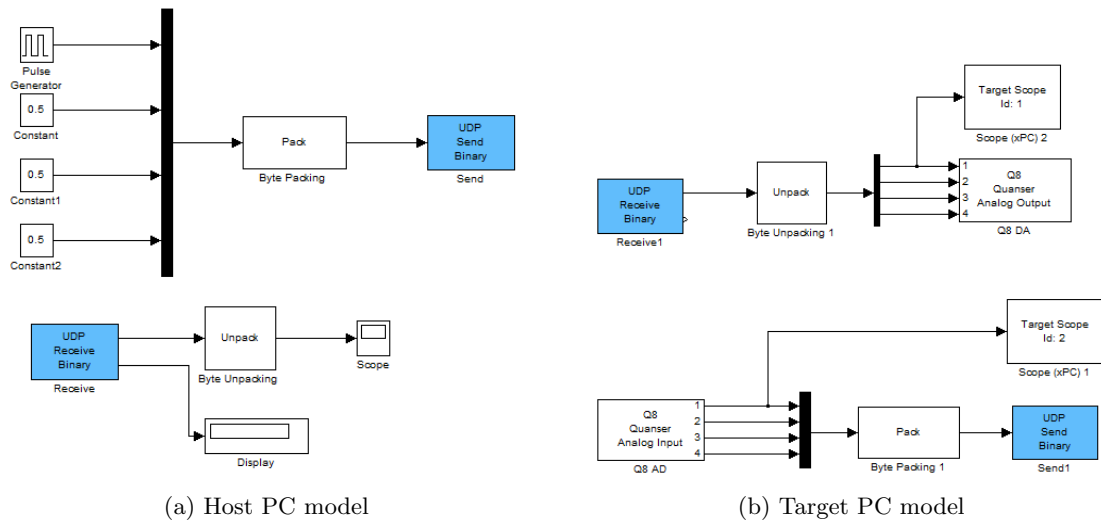 Pulse
Generator
0.5
Constant
0.5
Constant1
0.5
Constant2
Pack
Byte Packing
UDP
Send
Binary
Send
UDP
Receive
Binary
Receive
Unpack
Byte Unpacking
Scope
Display
(a) Host PC model
Target Scope
Id: 1
Scope (xPC) 2
UDP
Receive
Binary
Receive1
Unpack
Byte Unpacking 1
1
2
3
4
Q8
Quanser
Analog Output
Q8 DA
Target Scope
Id: 2
Scope (xPC) 1
Q8
Quanser
Analog Input
1
2
3
4
Q8 AD
Pack
Byte Packing 1
UDP
Send
Binary
Send1
(b) Target PC model